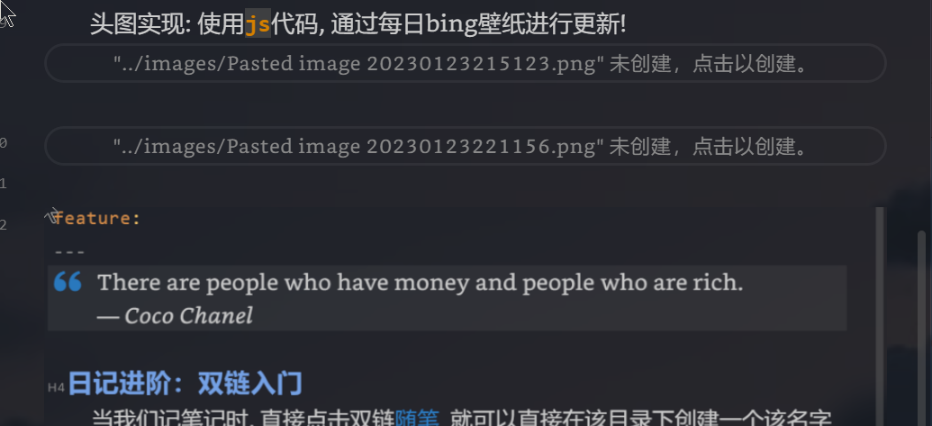 头图实现: 使用js代码, 通过每日bing壁纸进行更新!
"../images/Pasted image 20230123215123.png" 未创建，点击以创建。
0
"../images/Pasted image 20230123221156.png" 未创建，点击以创建。
1
2
feature:
---
There are people who have money and people who are rich.
— Coco Chanel
H4 日记进阶：双链入门
当我们记笔记时, 直接点击双链随笔 就可以直接在该目录下创建一个该名字